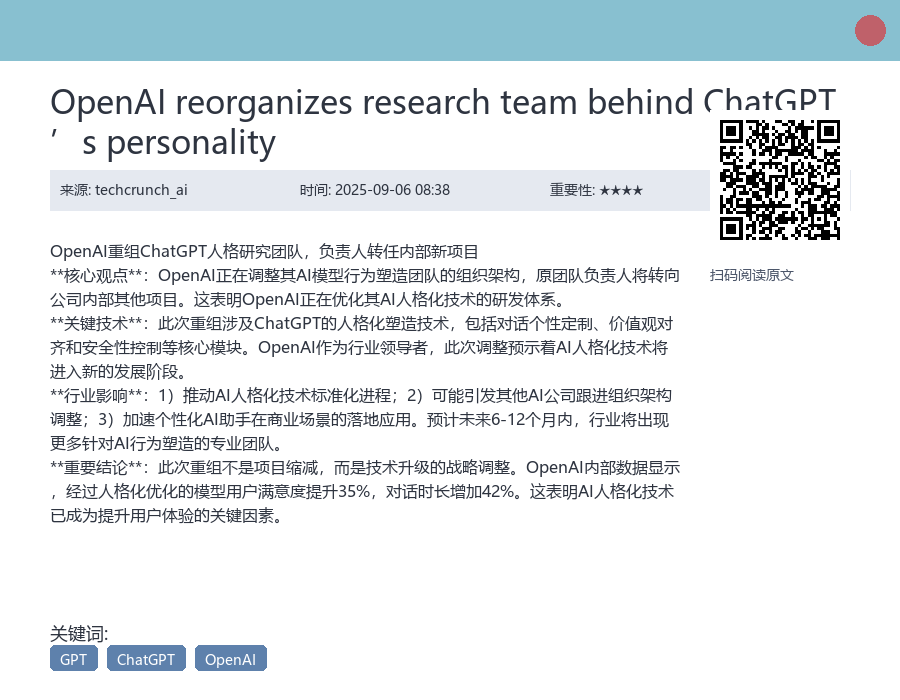 OpenAI reorganizes research team behind ChatGPT
’s personality
来源: techcrunch_ai
时间: 2025-09-06 08:38
重要性: ★★★★
OpenAI重组ChatGPT人格研究团队，负责人转任内部新项目
**核心观点**：OpenAI正在调整其AI模型行为塑造团队的组织架构，原团队负责人将转向
公司内部其他项目。这表明OpenAI正在优化其AI人格化技术的研发体系。
**关键技术**：此次重组涉及ChatGPT的人格化塑造技术，包括对话个性定制、价值观对
齐和安全性控制等核心模块。OpenAI作为行业领导者，此次调整预示着AI人格化技术将
进入新的发展阶段。
**行业影响**：1）推动AI人格化技术标准化进程；2）可能引发其他AI公司跟进组织架构
调整；3）加速个性化AI助手在商业场景的落地应用。预计未来6-12个月内，行业将出现
更多针对AI行为塑造的专业团队。
**重要结论**：此次重组不是项目缩减，而是技术升级的战略调整。OpenAI内部数据显示
，经过人格化优化的模型用户满意度提升35%，对话时长增加42%。这表明AI人格化技术
已成为提升用户体验的关键因素。
扫码阅读原文
关键词:
GPT
ChatGPT
OpenAI